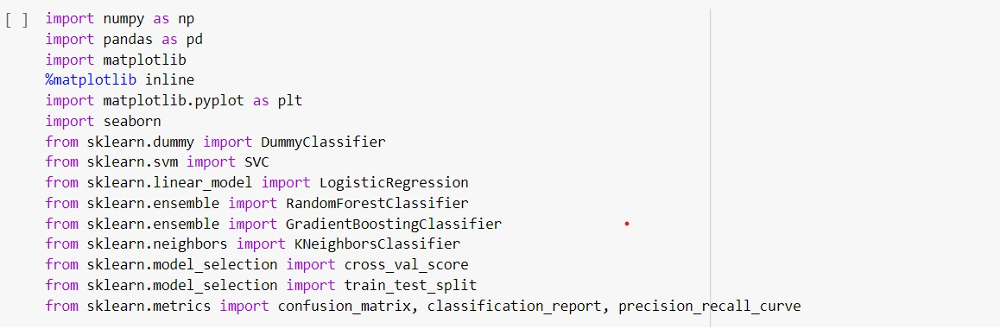 [ ] import numpy as np
import pandas as pd
import matplotlib
%matplotlib inline
import matplotlib.pyplot as plt
import seaborn
from sklearn.dummy import DummyClassifier
from sklearn.svm import SVC
from sklearn.linear_model import LogisticRegression
from sklearn.ensemble import RandomForestClassifier
from sklearn.ensemble import GradientBoostingClassifier
from sklearn.neighbors import KNeighborsClassifier
from sklearn.model_selection import cross_val_score
from sklearn.model_selection import train_test_split
from sklearn.metrics import confusion_matrix, classification_report, precision_recall_curve